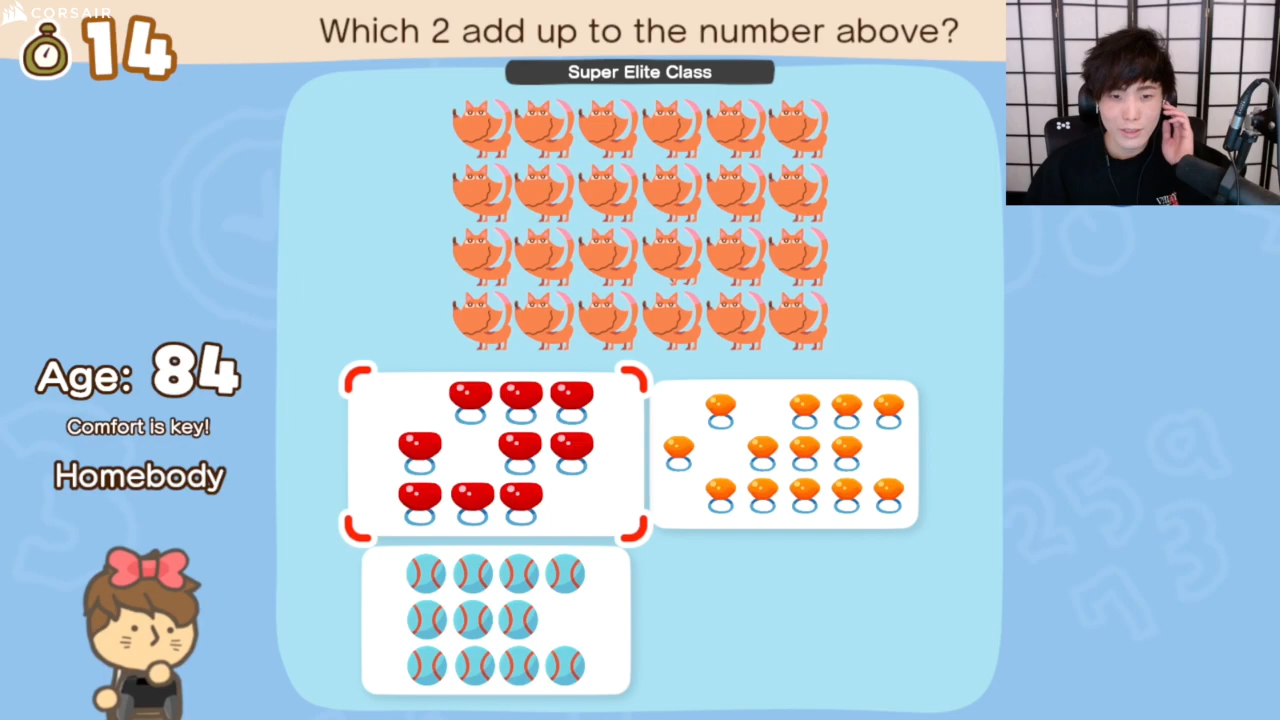 CORSAIR
14
Which 2 add up to the number above?
Super Elite Class
Age: 84
Comfort is key!
Homebody